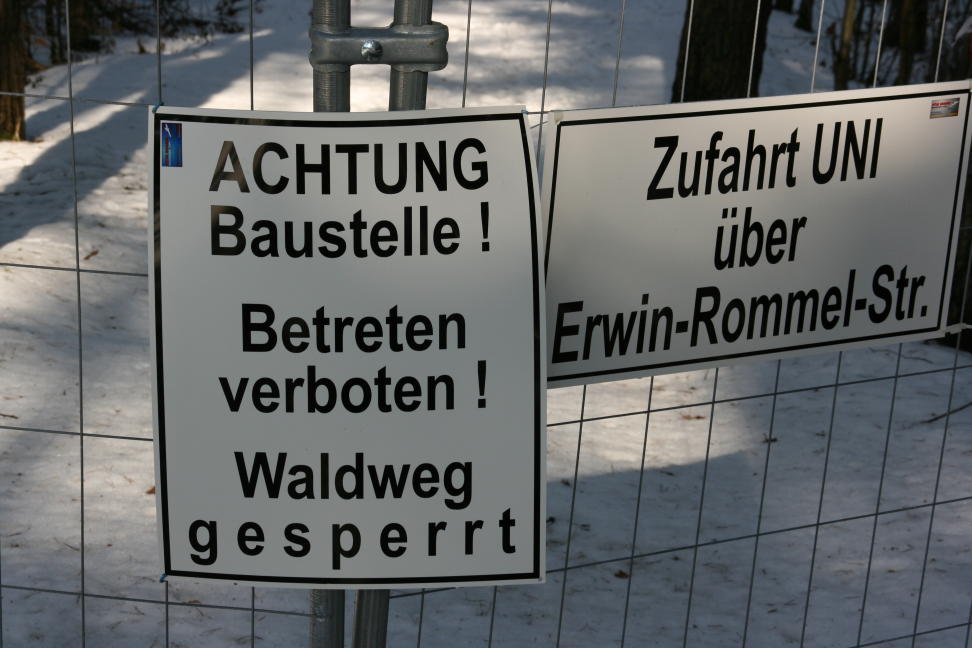 ACHTUNG
Baustelle !
Betreten
verboten !
Waldweg
gesperrt
Zufahrt UNI
über
Erwin-Rommel-Str.